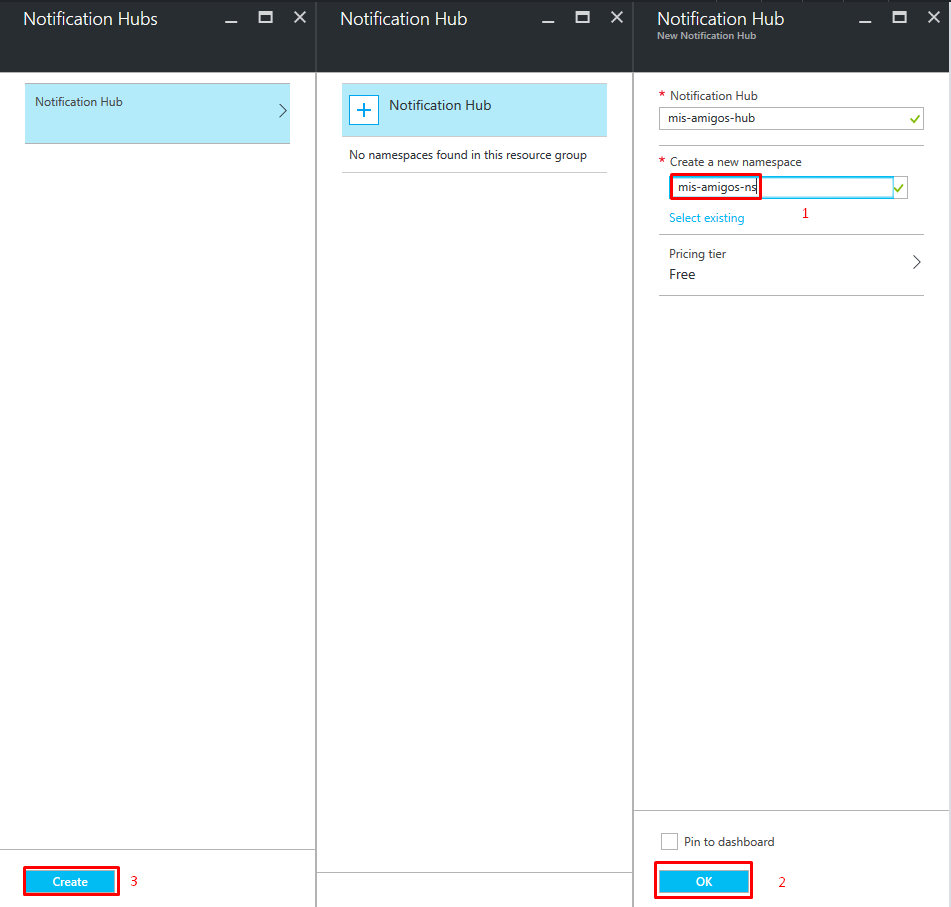 Notification Hubs
Notification Hub
Create
3
Notification Hub
Notification Hub
No namespaces found in this resource group
Notification Hub
New Notification Hub
* Notification Hub
mis-amigos-hub
* Create a new namespace
mis-amigos-ns
1
Select existing
Pricing tier
Free
Pin to dashboard
OK
2